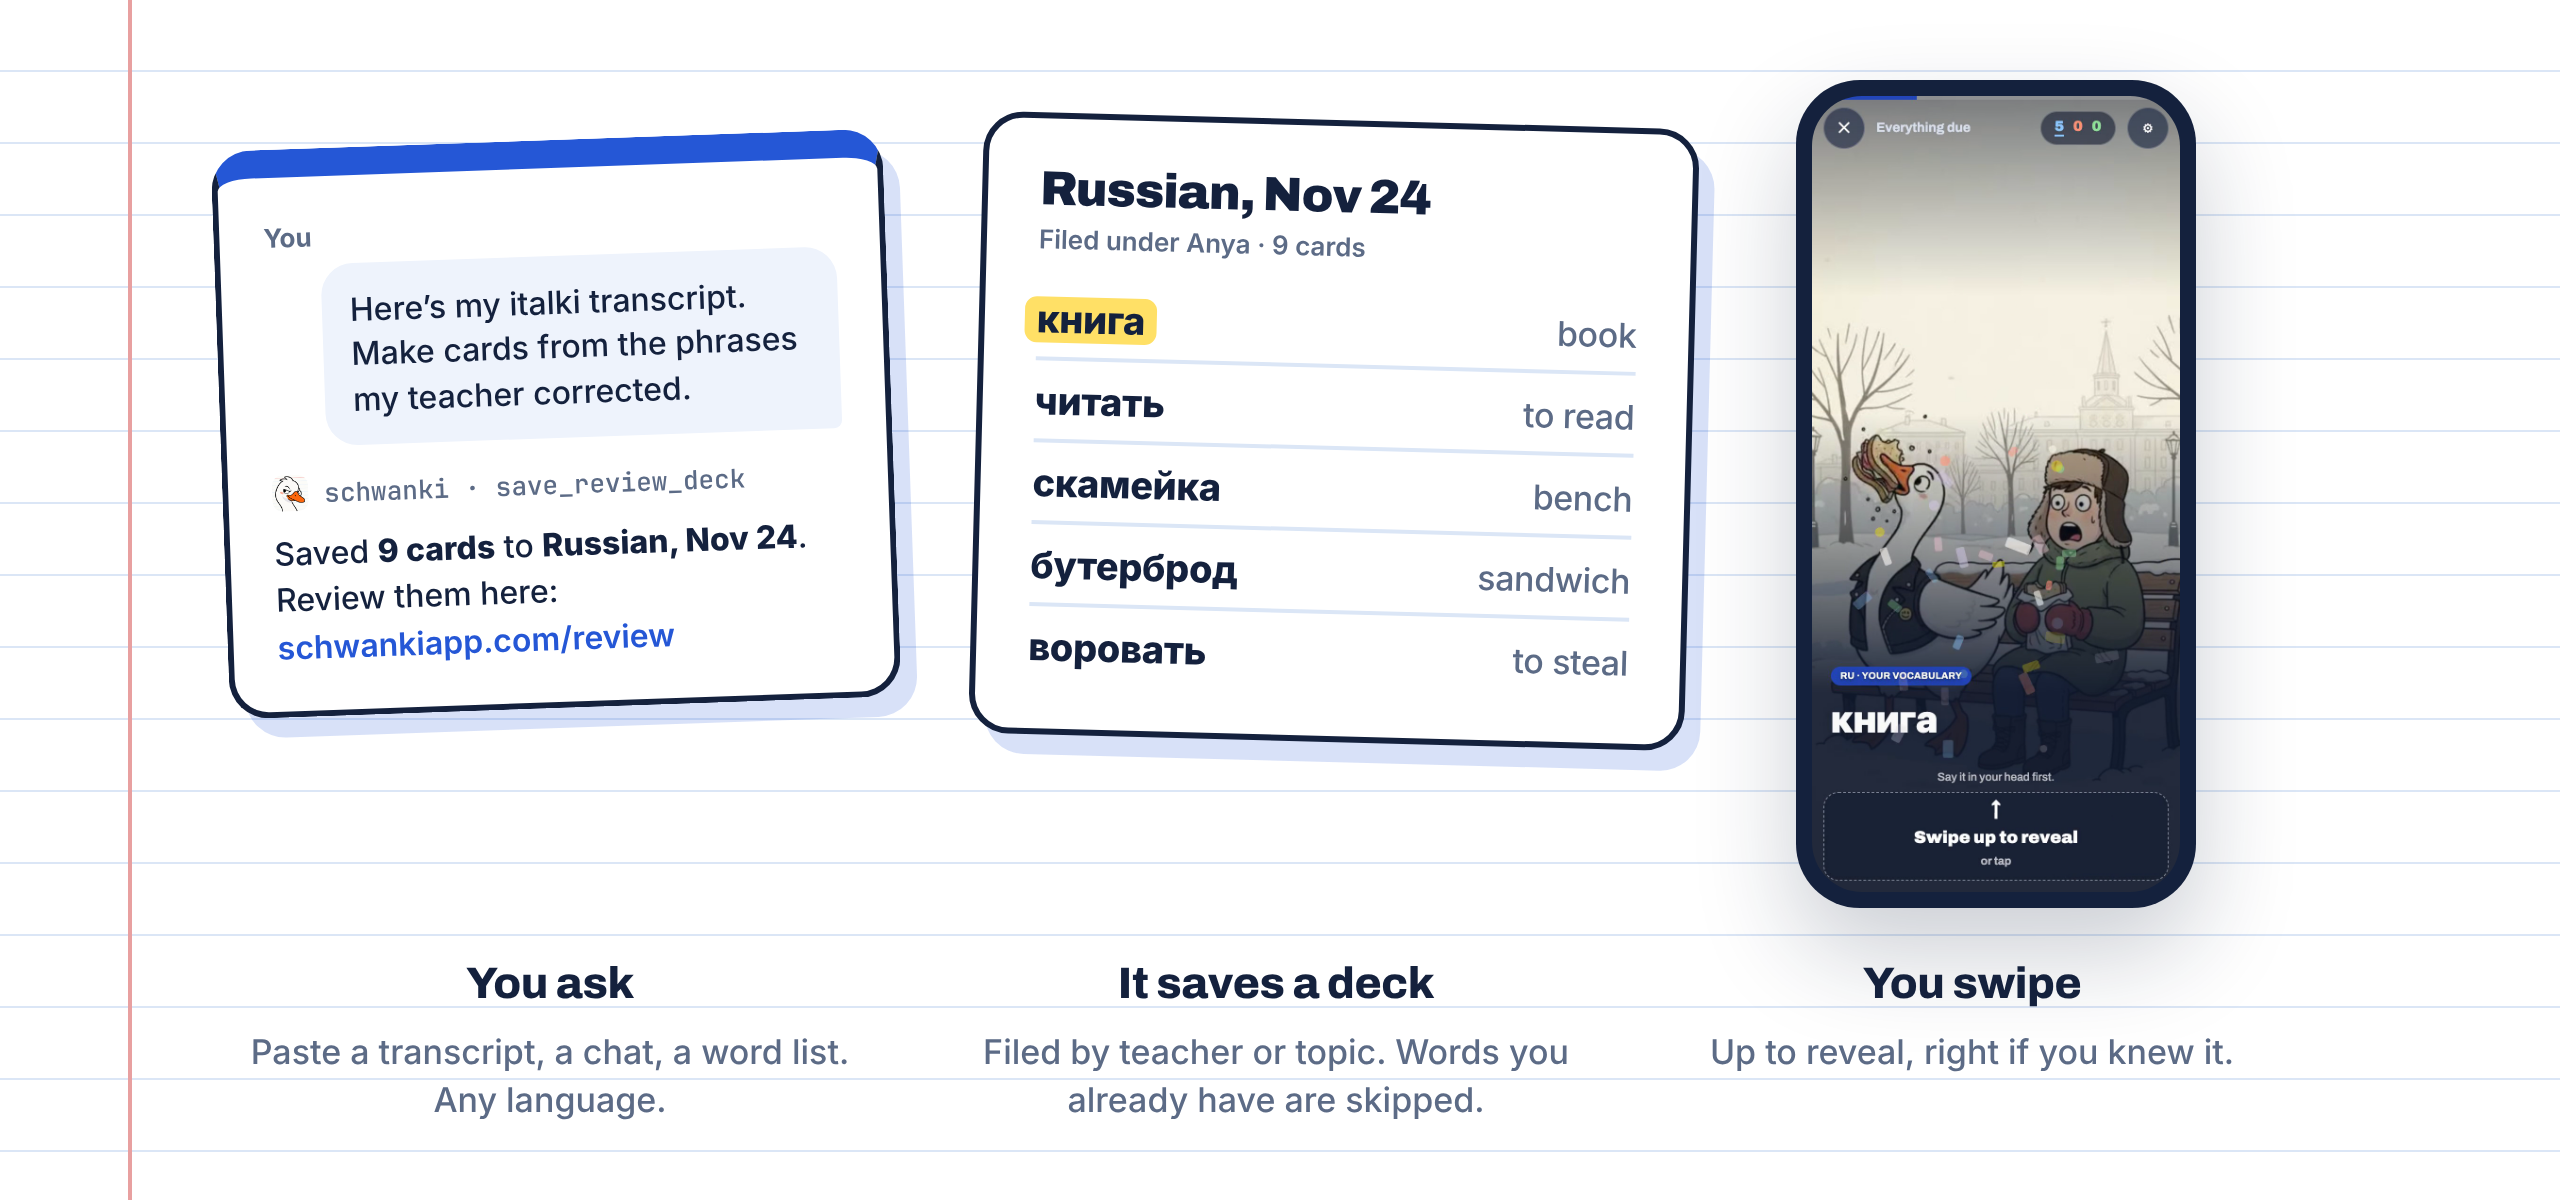 You
Here’s my italki transcript.
Make cards from the phrases
my teacher corrected.
schwanki · save_review_deck
Saved 9 cards to Russian, Nov 24.
Review them here:
schwankiapp.com/review
Russian, Nov 24
Filed under Anya · 9 cards
книга book
читать to read
скамейка bench
бутерброд sandwich
воровать to steal
Everything due
5 0 0
RU · YOUR VOCABULARY
книга
Say it in your head first.
Swipe up to reveal
or tap
You ask
Paste a transcript, a chat, a word list.
Any language.
It saves a deck
Filed by teacher or topic. Words you
already have are skipped.
You swipe
Up to reveal, right if you knew it.